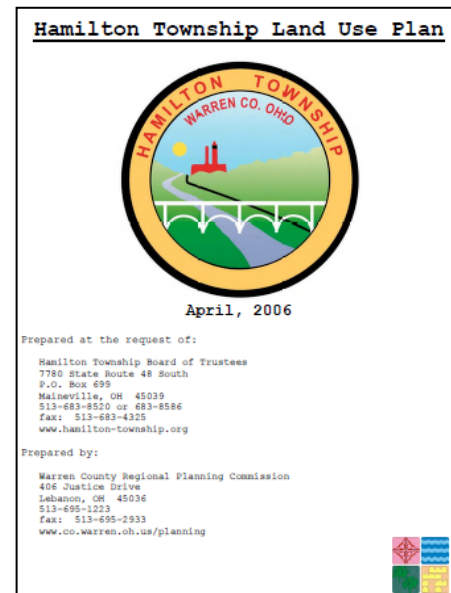 Hamilton Township Land Use Plan
HAMILTON TOWNSHIP
WARREN CO. OHIO
April, 2006
Prepared at the request of:
Hamilton Township Board of Trustees
7780 State Route 48 South
P.O. Box 699
Maineville, OH 45039
513-683-8520 or 683-8586
fax: 513-683-4325
www.hamilton-township.org
Prepared by:
Warren County Regional Planning Commission
406 Justice Drive
Lebanon, OH 45036
513-695-1223
fax: 513-695-2933
www.co.warren.oh.us/planning